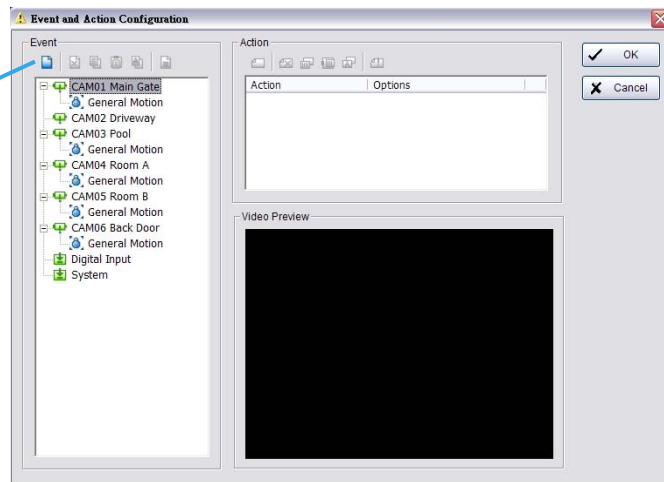 Event and Action Configuration
Event
CAM01 Main Gate
General Motion
CAM02 Driveway
CAM03 Pool
General Motion
CAM04 Room A
General Motion
CAM05 Room B
General Motion
CAM06 Back Door
General Motion
Digital Input
System
Action
Action Options
Video Preview
OK
Cancel